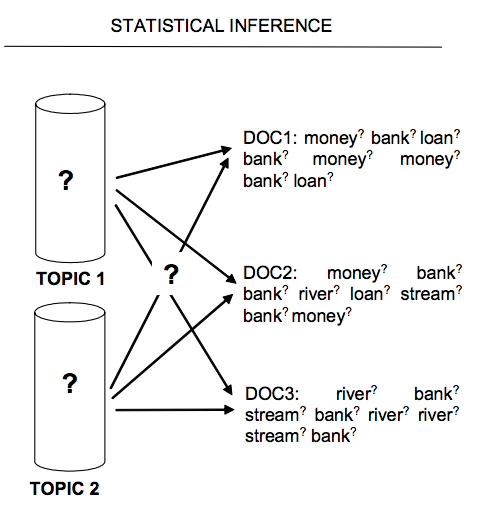 STATISTICAL INFERENCE
?
TOPIC 1
?
TOPIC 2
?
DOC1: money? bank? loan?
bank? money? money?
bank? loan?
DOC2: money? bank?
bank? river? loan? stream?
bank? money?
DOC3: river? bank?
stream? bank? river? river?
stream? bank?